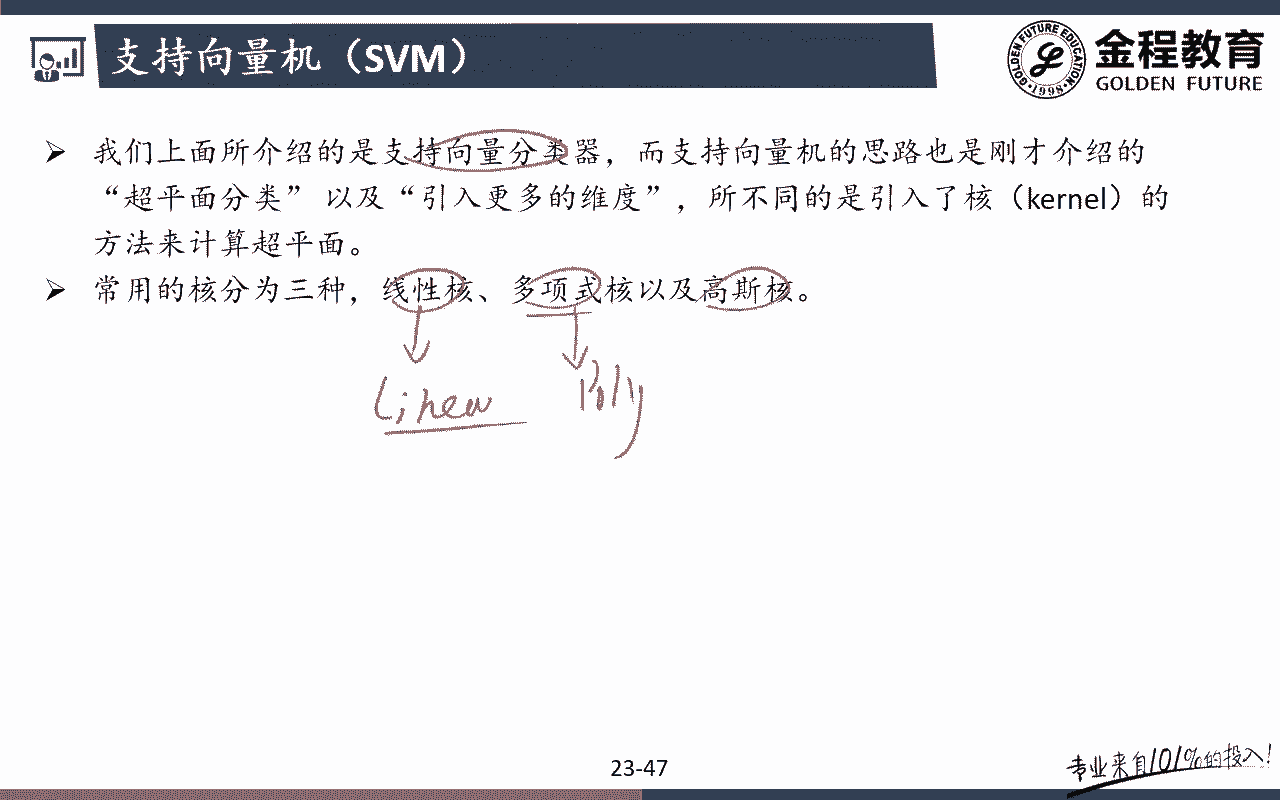 支持向量机（SVM）
GOLDEN FUTURE EDUCATION
·1998·
金程教育
GOLDEN FUTURE
➢ 我们上面所介绍的是支持向量分类器，而支持向量机的思路也是刚才介绍的
“超平面分类” 以及“引入更多的维度”，所不同的是引入了核（kernel）的
方法来计算超平面。
➢ 常用的核分为三种，线性核、多项式核以及高斯核。
Linear
Poly
23-47
专业来自101%的投入！